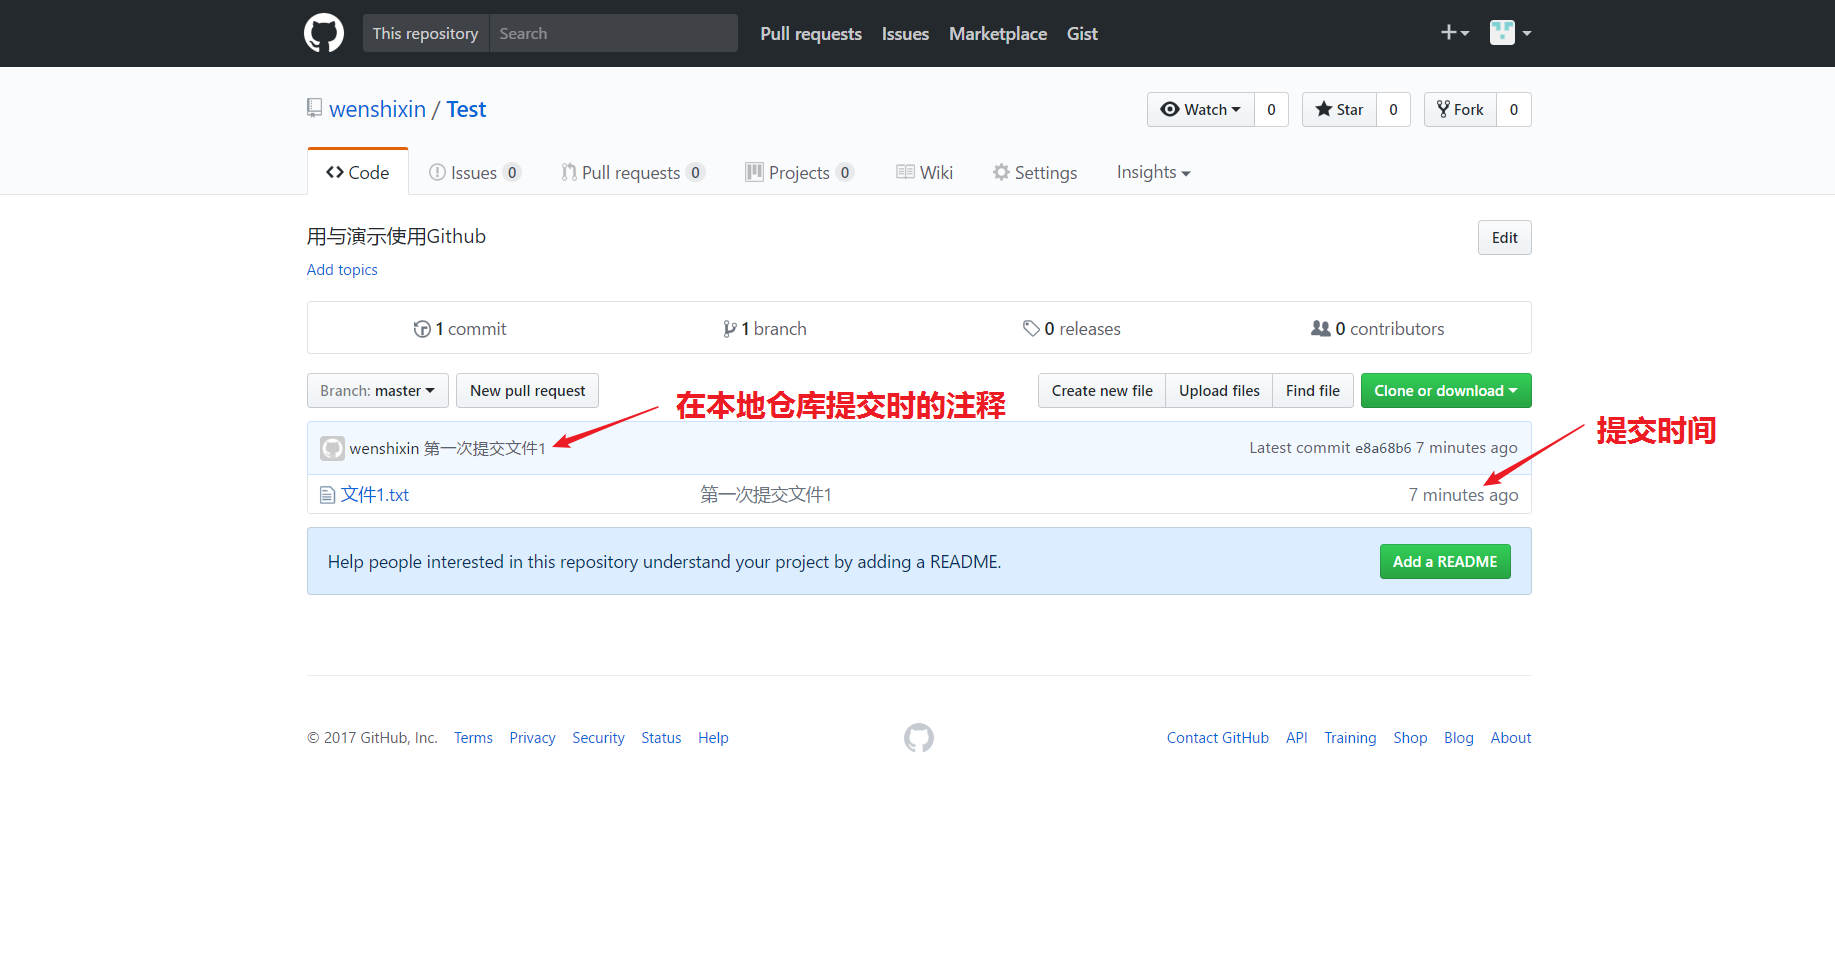 This repository Search Pull requests Issues Marketplace Gist
wenshixin / Test Watch 0 Star 0 Fork 0
Code Issues 0 Pull requests 0 Projects 0 Wiki Settings Insights
用与演示使用Github Edit
Add topics
1 commit 1 branch 0 releases 0 contributors
Branch: master New pull request Create new file Upload files Find file Clone or download
在本地仓库提交时的注释
提交时间
wenshixin 第一次提交文件1 Latest commit e8a68b6 7 minutes ago
文件1.txt 第一次提交文件1 7 minutes ago
Help people interested in this repository understand your project by adding a README. Add a README
© 2017 GitHub, Inc. Terms Privacy Security Status Help Contact GitHub API Training Shop Blog About